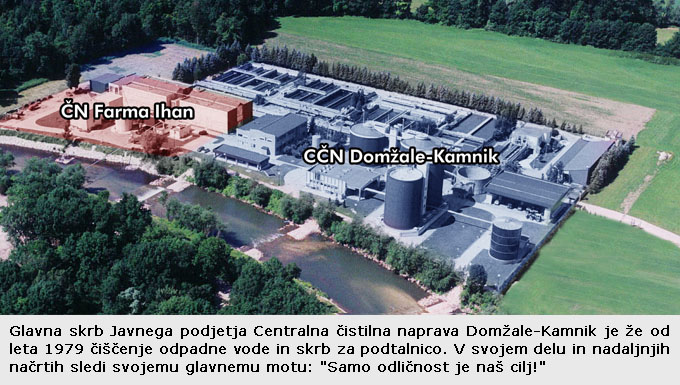 ČN Farma Ihan
CČN Domžale-Kamnik
Glavna skrb Javnega podjetja Centralna čistilna naprava Domžale-Kamnik je že od
leta 1979 čiščenje odpadne vode in skrb za podtalnico. V svojem delu in nadaljnjih
načrtih sledi svojemu glavnemu motu: "Samo odličnost je naš cilj!"